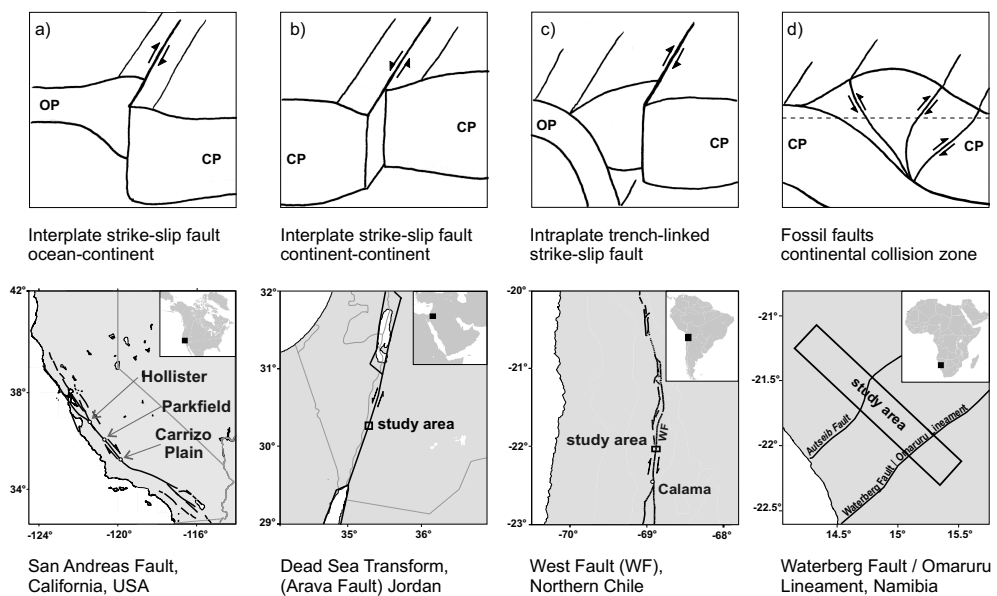 a)
OP
CP
b)
CP
CP
c)
OP
CP
d)
CP
CP
Interplate strike-slip fault
ocean-continent
Interplate strike-slip fault
continent-continent
Intraplate trench-linked
strike-slip fault
Fossil faults
continental collision zone
42°
38°
34°
-124°
-120°
-116°
Hollister
Parkfield
Carrizo
Plain
32°
31°
30°
29°
35°
36°
study area
-20°
-21°
-22°
-23°
-70°
-69°
-68°
study area
WF
Calama
-21°
-21.5°
-22°
-22.5°
14.5°
15°
15.5°
study area
Autseib Fault
Waterberg Fault / Omaruru Lineament
San Andreas Fault,
California, USA
Dead Sea Transform,
(Arava Fault) Jordan
West Fault (WF),
Northern Chile
Waterberg Fault / Omaruru
Lineament, Namibia